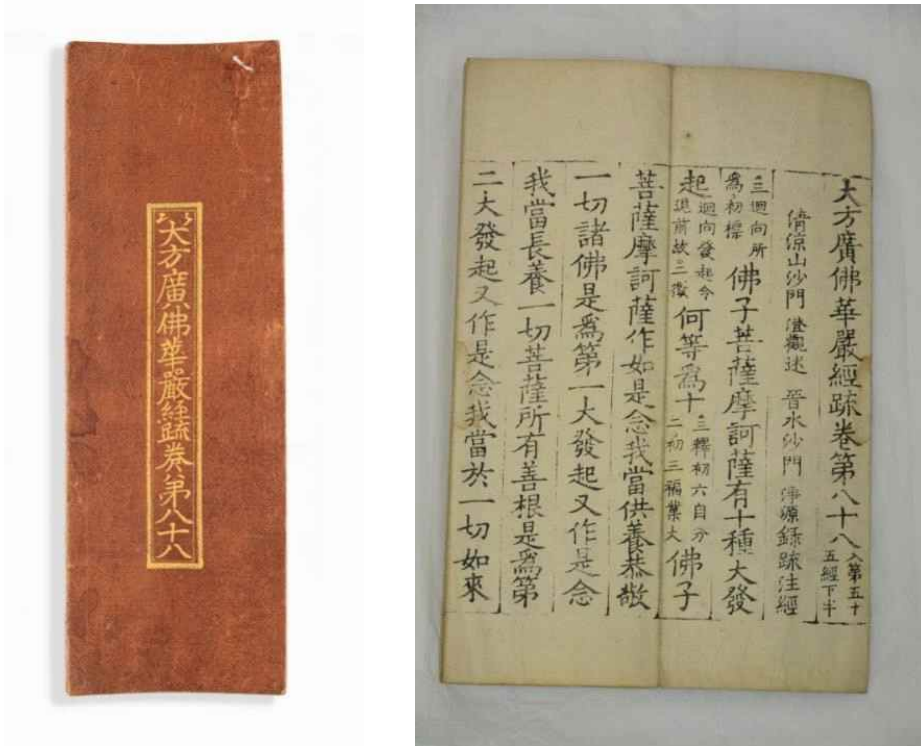 大方廣佛華嚴經䟽卷第八十八
大方廣佛華嚴經䟽卷第八十八 入第五十五經下半
清涼山沙門 澄觀述 晉水沙門 淨源錄䟽注經
三迴向所爲初標 佛子菩薩摩訶薩有十種大發
起 迴向發起令進前故三徵 何等爲十 三釋初六自分二初三福業大 佛子
菩薩摩訶薩作如是念我當供養恭敬
一切諸佛是爲第一大發起又作是念
我當長養一切菩薩所有善根是爲第
二大發起又作是念我當於一切如來